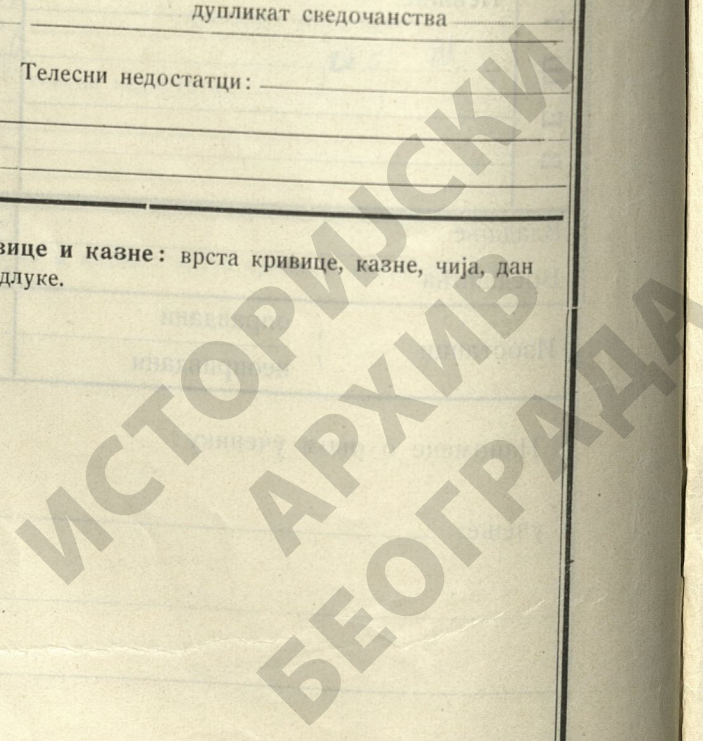 дупликат сведочанства
Телесни недостатци:
вице и казне: врста кривице, казне, чија, дан
длуке.
ИСТОРИЈСКИ
АРХИВ
БЕОГРАДА